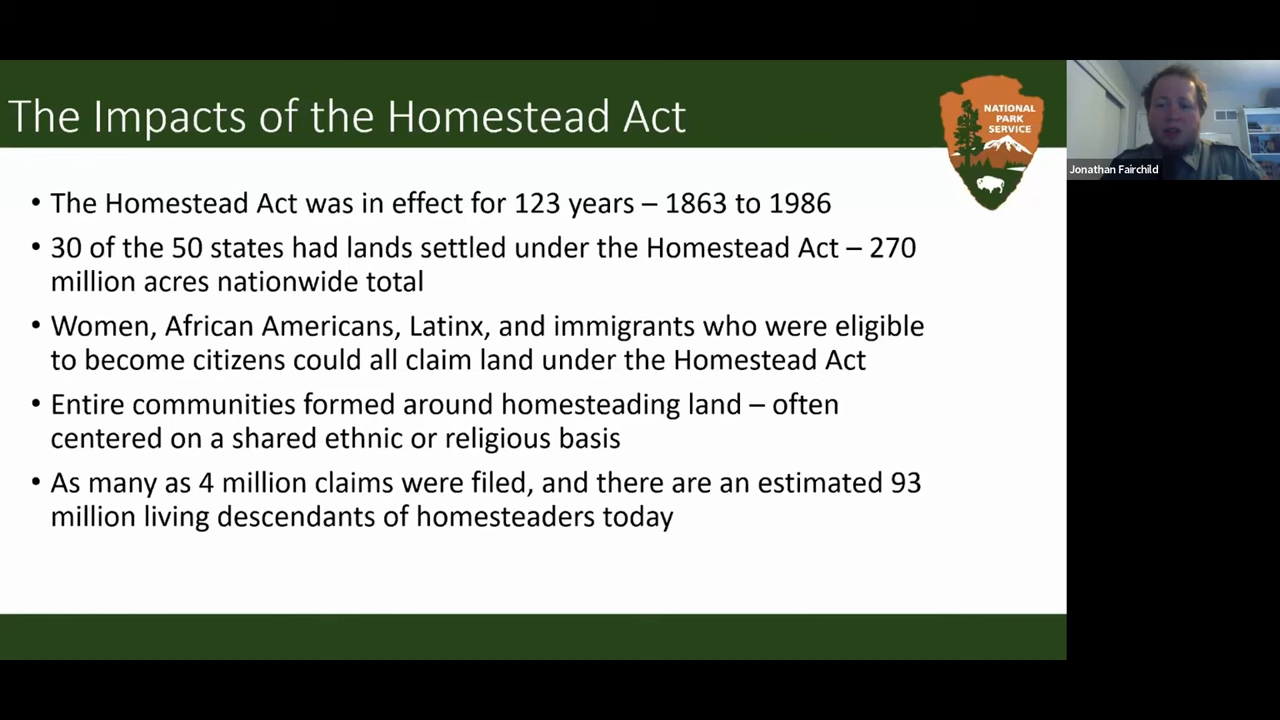 The Impacts of the Homestead Act
NATIONAL
PARK
SERVICE
Jonathan Fairchild
• The Homestead Act was in effect for 123 years – 1863 to 1986
• 30 of the 50 states had lands settled under the Homestead Act – 270
million acres nationwide total
• Women, African Americans, Latinx, and immigrants who were eligible
to become citizens could all claim land under the Homestead Act
• Entire communities formed around homesteading land – often
centered on a shared ethnic or religious basis
• As many as 4 million claims were filed, and there are an estimated 93
million living descendants of homesteaders today